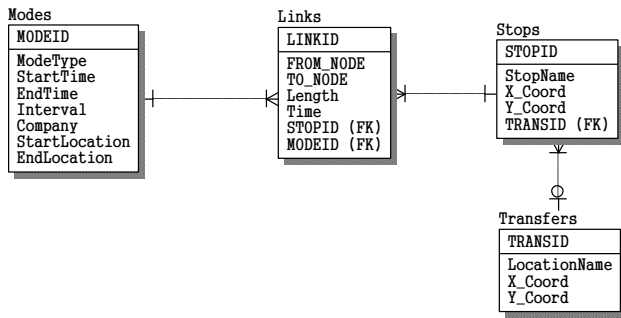 Modes
MODEID
ModeType
StartTime
EndTime
Interval
Company
StartLocation
EndLocation
Links
LINKID
FROM_NODE
TO_NODE
Length
Time
STOPID (FK)
MODEID (FK)
Stops
STOPID
StopName
X_Coord
Y_Coord
TRANSID (FK)
Transfers
TRANSID
LocationName
X_Coord
Y_Coord